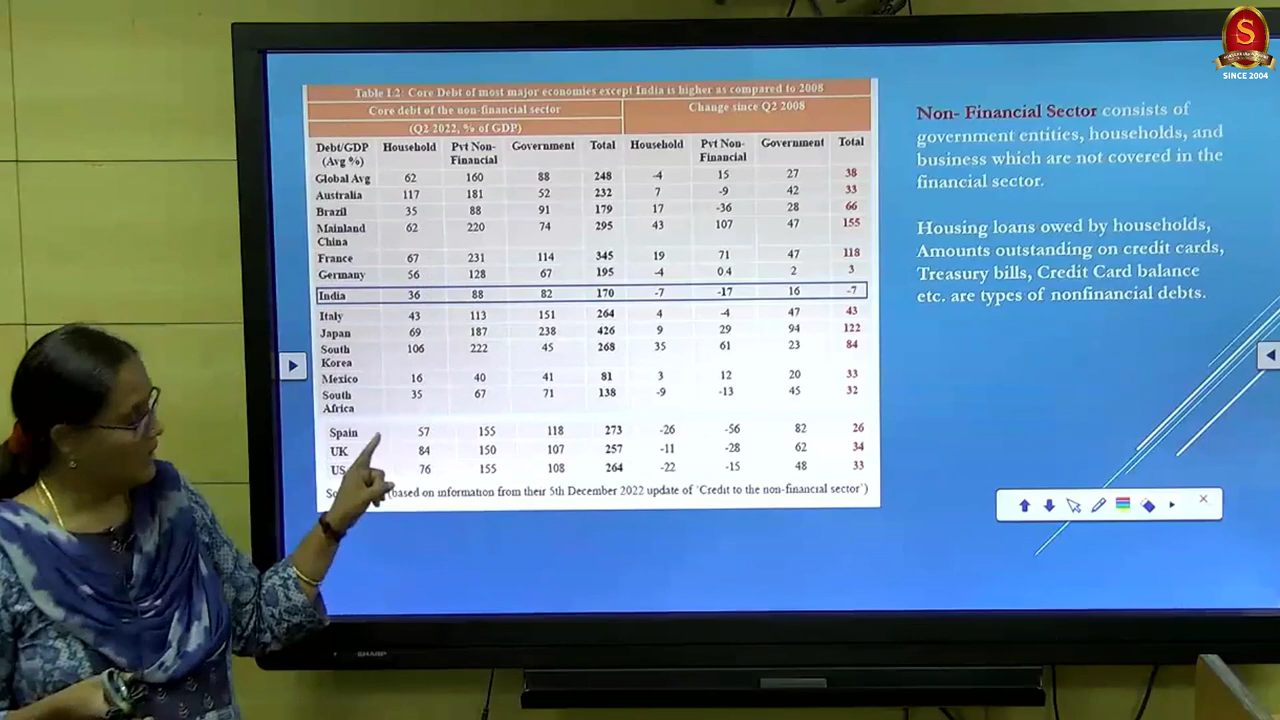 S
SINCE 2004
Table I.2: Core Debt of most major economies except India is higher as compared to 2008
Core debt of the non-financial sector Change since Q2 2008
(Q2 2022, % of GDP)
Debt/GDP (Avg %) Household Pvt Non-Financial Government Total Household Pvt Non-Financial Government Total
Global Avg 62 160 88 248 -4 15 27 38
Australia 117 181 52 232 7 -9 42 33
Brazil 35 88 91 179 17 -36 28 66
Mainland China 62 220 74 295 43 107 47 155
France 67 231 114 345 19 71 47 118
Germany 56 128 67 195 -4 0.4 2 3
India 36 88 82 170 -7 -17 16 -7
Italy 43 113 151 264 4 -4 47 43
Japan 69 187 238 426 9 29 94 122
South Korea 106 222 45 268 35 61 23 84
Mexico 16 40 41 81 3 12 20 33
South Africa 35 67 71 138 -9 -13 45 32
Spain 57 155 118 273 -26 -56 82 26
UK 84 150 107 257 -11 -28 62 34
US 76 155 108 264 -22 -15 48 33
(based on information from their 5th December 2022 update of 'Credit to the non-financial sector')
Non- Financial Sector consists of
government entities, households, and
business which are not covered in the
financial sector.
Housing loans owed by households,
Amounts outstanding on credit cards,
Treasury bills, Credit Card balance
etc. are types of nonfinancial debts.
SHARP